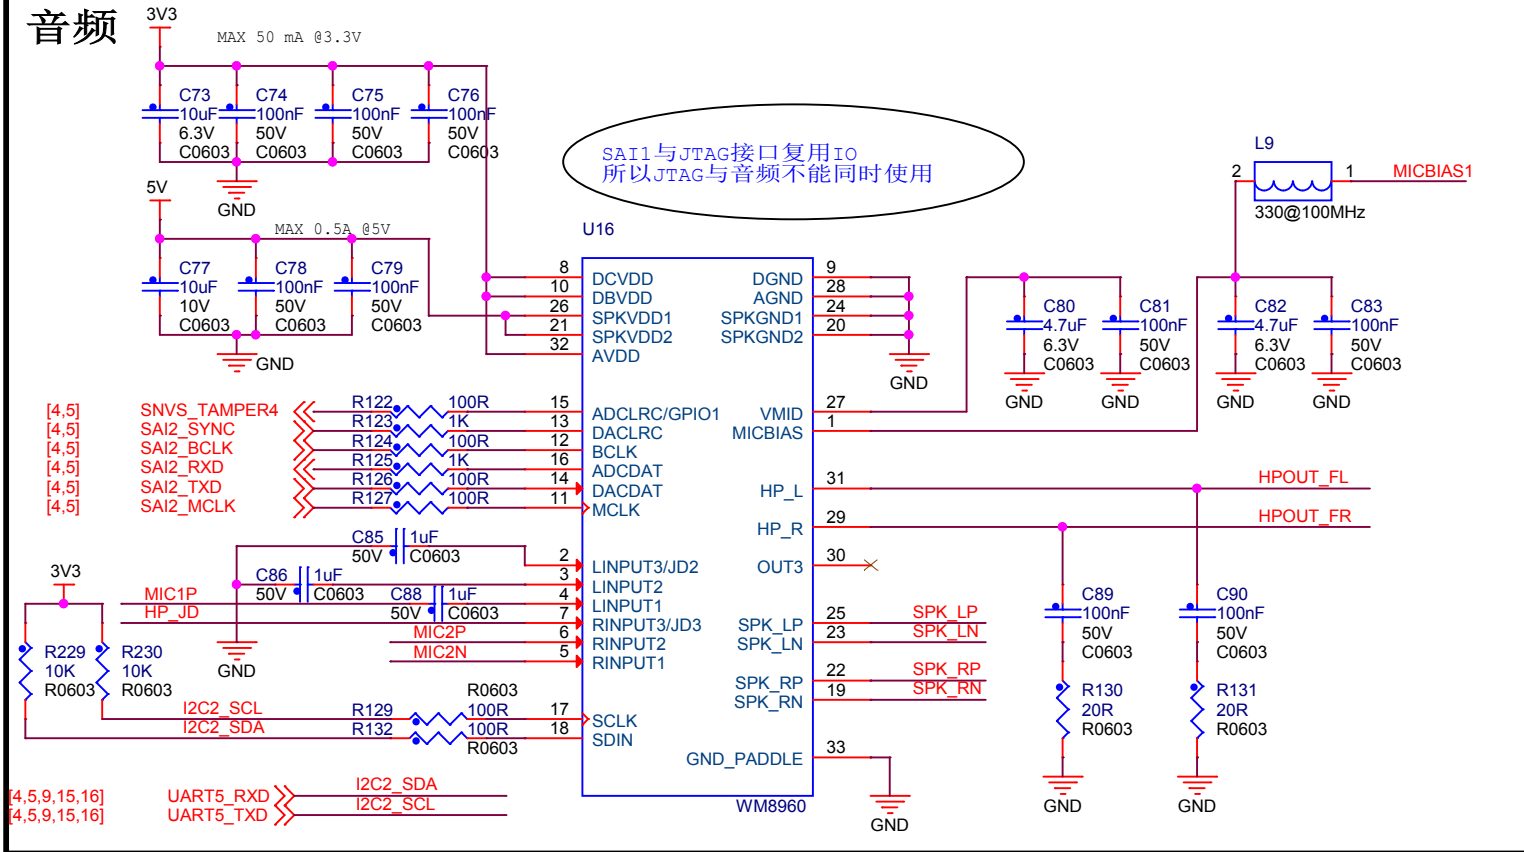 音频
3V3
MAX 50 mA @3.3V
C73
10uF
6.3V
C0603
C74
100nF
50V
C0603
C75
100nF
50V
C0603
C76
100nF
50V
C0603
GND
5V
MAX 0.5A @5V
C77
10uF
10V
C0603
C78
100nF
50V
C0603
C79
100nF
50V
C0603
GND
SAI1与JTAG接口复用IO
所以JTAG与音频不能同时使用
L9
2
1
MICBIAS1
330@100MHz
U16
8
DCVDD
10
DBVDD
26
SPKVDD1
21
SPKVDD2
32
AVDD
DGND
9
AGND
28
SPKGND1
24
SPKGND2
20
GND
C80
4.7uF
6.3V
C0603
GND
C81
100nF
50V
C0603
GND
C82
4.7uF
6.3V
C0603
GND
C83
100nF
50V
C0603
GND
[4,5] SNVS_TAMPER4 R122 100R 15 ADCLRC/GPIO1
[4,5] SAI2_SYNC R123 1K 13 DACLRC
[4,5] SAI2_BCLK R124 100R 12 BCLK
[4,5] SAI2_RXD R125 1K 16 ADCDAT
[4,5] SAI2_TXD R126 100R 14 DACDAT
[4,5] SAI2_MCLK R127 100R 11 MCLK
VMID 27
MICBIAS 1
HP_L 31 HPOUT_FL
HP_R 29 HPOUT_FR
OUT3 30
C85 1uF
50V C0603
2 LINPUT3/JD2
C86 1uF
50V C0603
3 LINPUT2
MIC1P C88 1uF
50V C0603
4 LINPUT1
HP_JD 7 RINPUT3/JD3
MIC2P 6 RINPUT2
MIC2N 5 RINPUT1
GND
3V3
R229
10K
R0603
R230
10K
R0603
SPK_LP 25 SPK_LP
SPK_LN 23 SPK_LN
SPK_RP 22 SPK_RP
SPK_RN 19 SPK_RN
C89
100nF
50V
C0603
R130
20R
R0603
GND
C90
100nF
50V
C0603
R131
20R
R0603
GND
R0603
I2C2_SCL R129 100R 17 SCLK
I2C2_SDA R132 100R 18 SDIN
R0603
GND_PADDLE 33
GND
WM8960
[4,5,9,15,16] UART5_RXD I2C2_SDA
[4,5,9,15,16] UART5_TXD I2C2_SCL